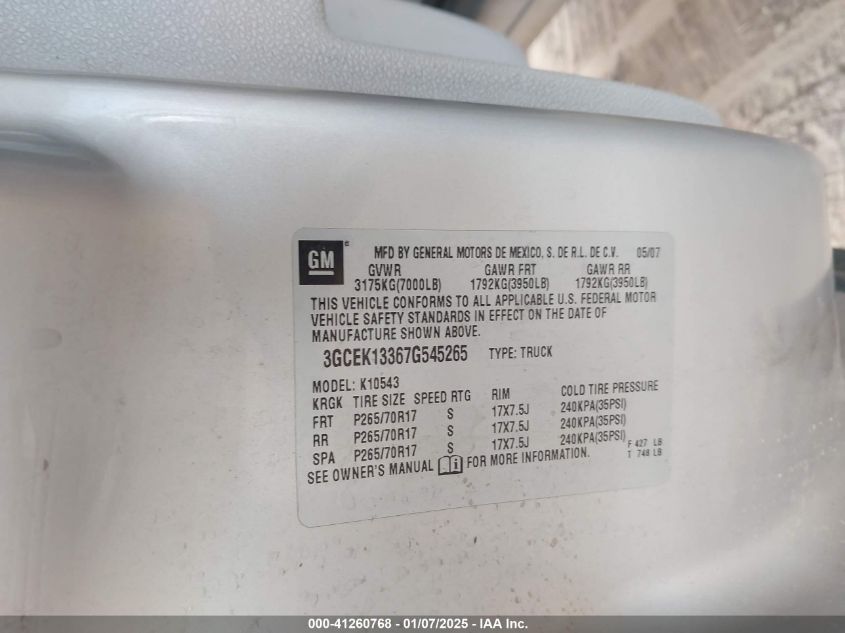 GM
MFD BY GENERAL MOTORS DE MEXICO, S. DE R.L. DE C.V. 05/07
GVWR GAWR FRT GAWR RR
3175KG(7000LB) 1792KG(3950LB) 1792KG(3950LB)
THIS VEHICLE CONFORMS TO ALL APPLICABLE U.S. FEDERAL MOTOR
VEHICLE SAFETY STANDARDS IN EFFECT ON THE DATE OF
MANUFACTURE SHOWN ABOVE.
3GCEK13367G545265 TYPE: TRUCK
MODEL: K10543
KRGK TIRE SIZE SPEED RTG RIM COLD TIRE PRESSURE
FRT P265/70R17 S 17X7.5J 240KPA(35PSI)
RR P265/70R17 S 17X7.5J 240KPA(35PSI)
SPA P265/70R17 S 17X7.5J 240KPA(35PSI)
SEE OWNER'S MANUAL FOR MORE INFORMATION.
F 427 LB
T 748 LB
000-41260768 - 01/07/2025 - IAA Inc.